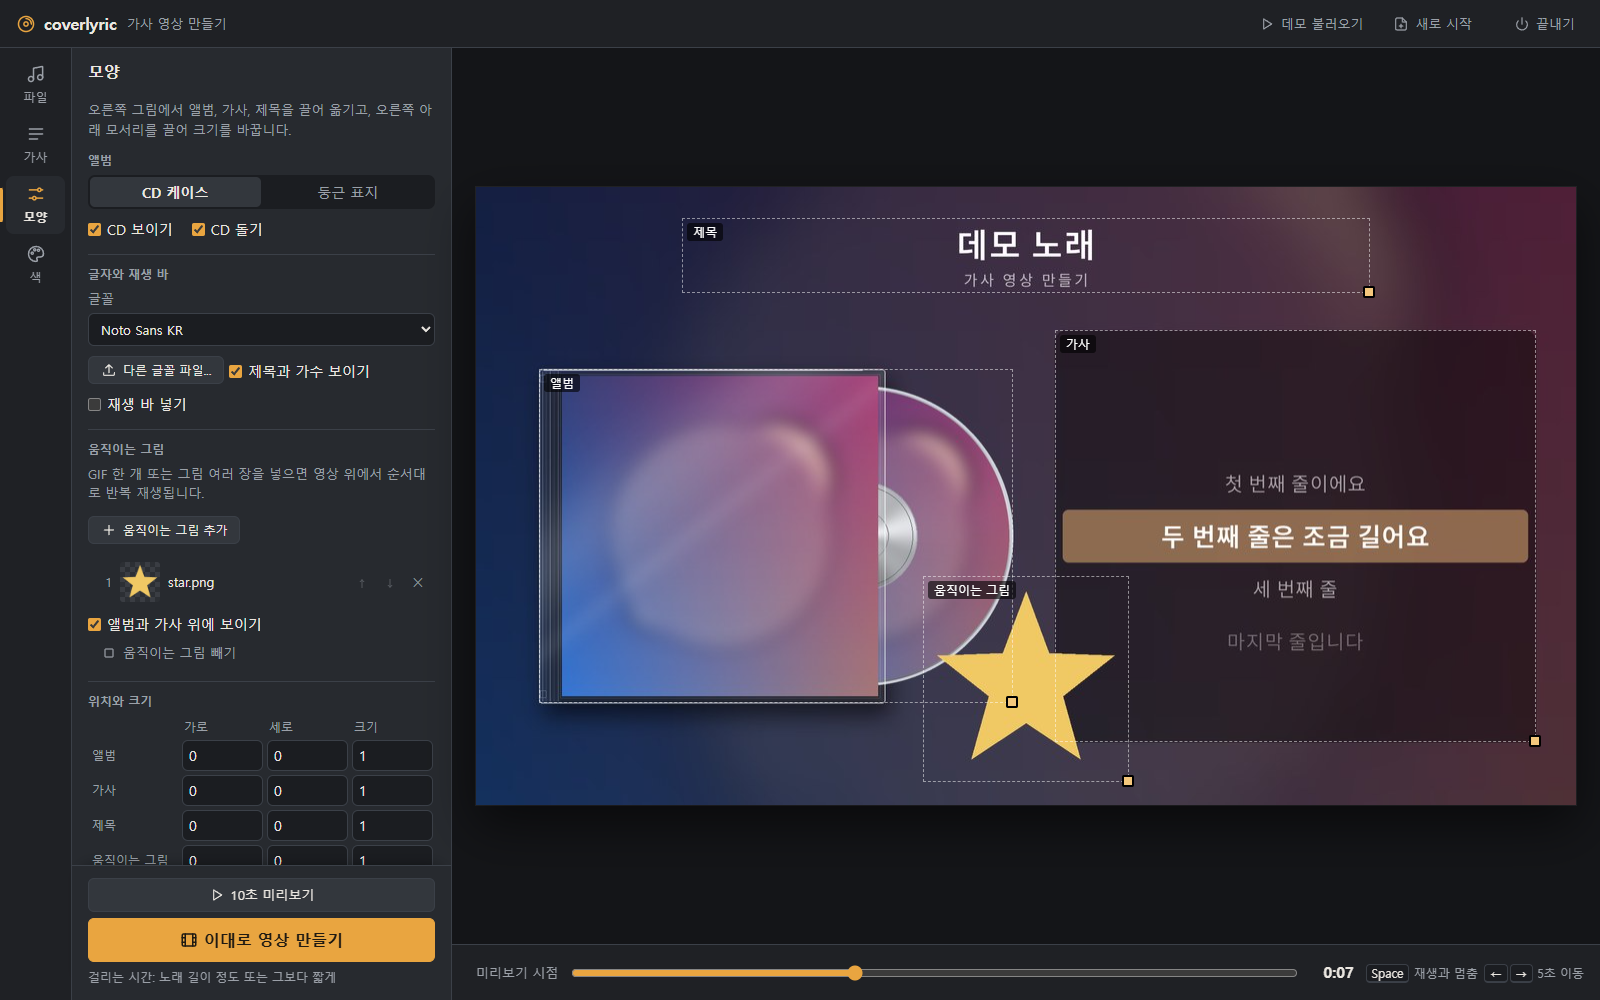 coverlyric 가사 영상 만들기
데모 불러오기
새로 시작
끝내기
파일
가사
모양
색
모양
오른쪽 그림에서 앨범, 가사, 제목을 끌어 옮기고, 오른쪽 아
래 모서리를 끌어 크기를 바꿉니다.
앨범
CD 케이스
둥근 표지
CD 보이기
CD 돌기
글자와 재생 바
글꼴
Noto Sans KR
다른 글꼴 파일...
제목과 가수 보이기
재생 바 넣기
움직이는 그림
GIF 한 개 또는 그림 여러 장을 넣으면 영상 위에서 순서대
로 반복 재생됩니다.
움직이는 그림 추가
1 star.png
앨범과 가사 위에 보이기
움직이는 그림 빼기
위치와 크기
가로 세로 크기
앨범 0 0 1
가사 0 0 1
제목 0 0 1
움직이는 그림 0 0 1
10초 미리보기
이대로 영상 만들기
걸리는 시간: 노래 길이 정도 또는 그보다 짧게
제목
데모 노래
가사 영상 만들기
앨범
가사
첫 번째 줄이에요
두 번째 줄은 조금 길어요
세 번째 줄
마지막 줄입니다
움직이는 그림
미리보기 시점
0:07
Space 재생과 멈춤 ← → 5초 이동